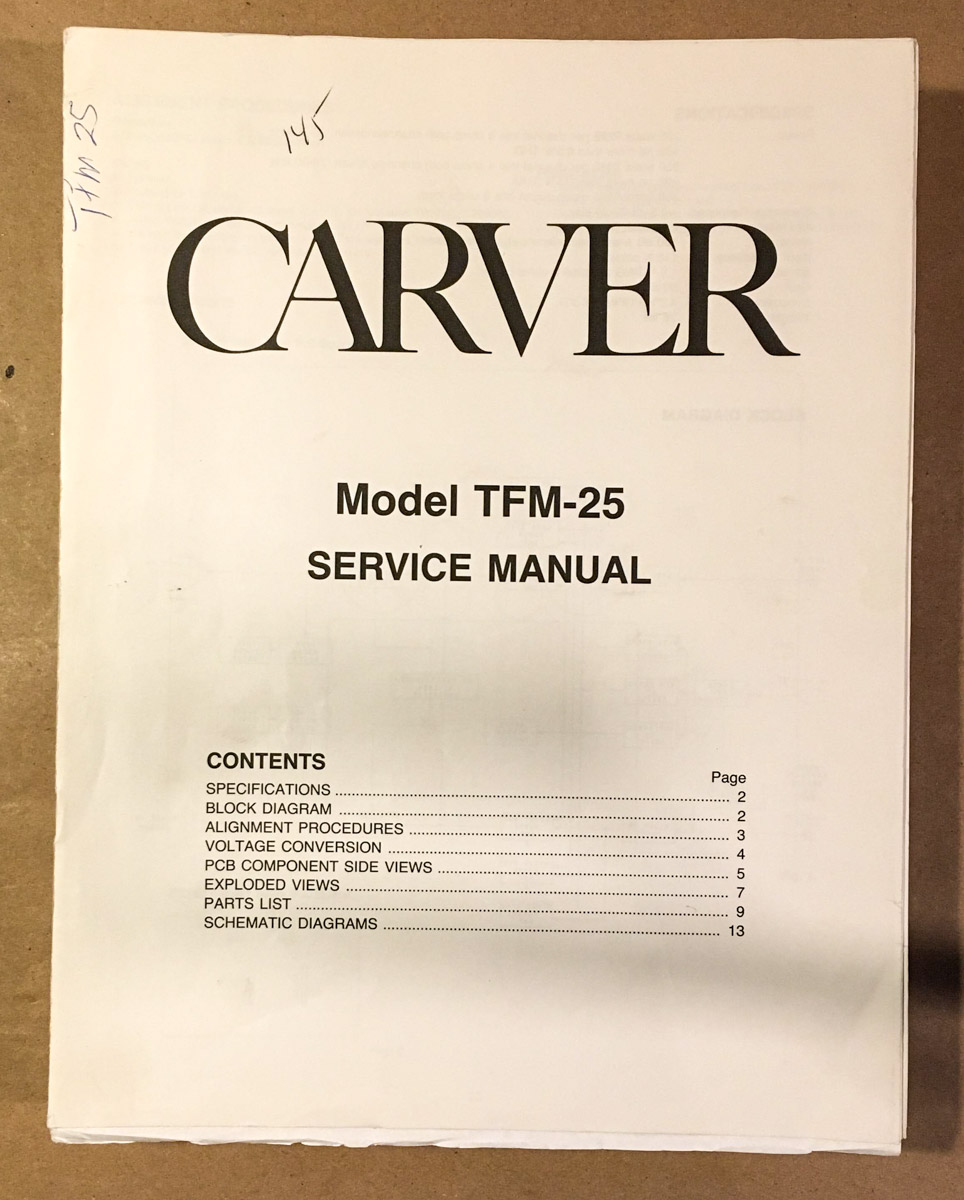 TFM 25
145
CARVER
Model TFM-25
SERVICE MANUAL
CONTENTS
Page
SPECIFICATIONS ........ 2
BLOCK DIAGRAM ........ 2
ALIGNMENT PROCEDURES ........ 3
VOLTAGE CONVERSION ........ 4
PCB COMPONENT SIDE VIEWS ........ 5
EXPLODED VIEWS ........ 7
PARTS LIST ........ 9
SCHEMATIC DIAGRAMS ........ 13